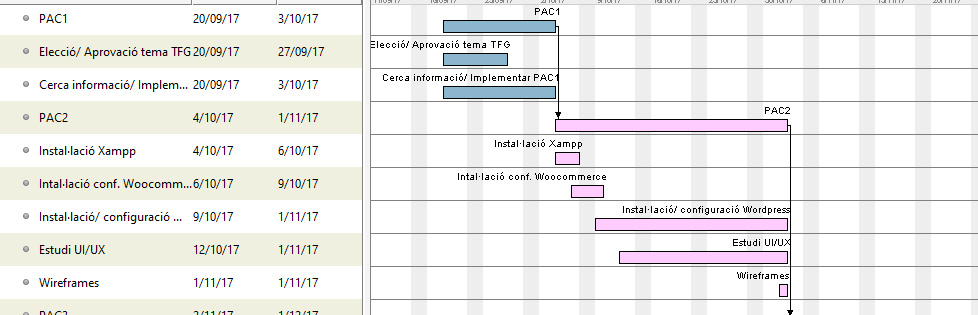 PAC1 20/09/17 3/10/17 PAC1
Elecció/ Aprovació tema TFG 20/09/17 27/09/17 Elecció/ Aprovació tema TFG
Cerca informació/ Implem... 20/09/17 3/10/17 Cerca informació/ Implementar PAC1
PAC2 4/10/17 1/11/17 PAC2
Instal·lació Xampp 4/10/17 6/10/17 Instal·lació Xampp
Intal·lació conf. Woocomm... 6/10/17 9/10/17 Intal·lació conf. Woocommerce
Instal·lació/ configuració ... 9/10/17 1/11/17 Instal·lació/ configuració Wordpress
Estudi UI/UX 12/10/17 1/11/17 Estudi UI/UX
Wireframes 1/11/17 1/11/17 Wireframes